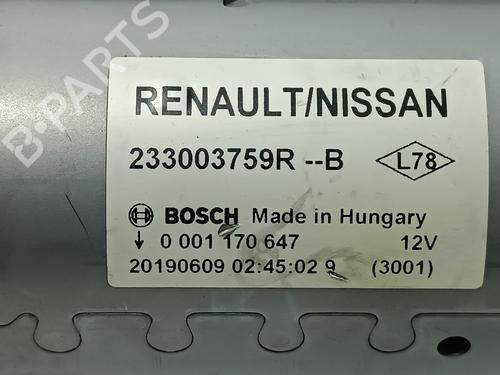 B-PARTS
RENAULT/NISSAN
233003759R --B
L78
BOSCH Made in Hungary
0 001 170 647 12V
20190609 02:45:02 9 (3001)